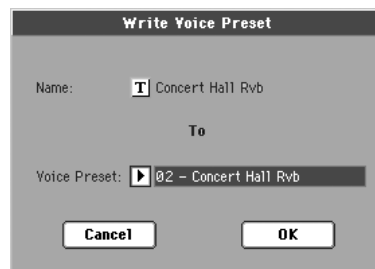 Write Voice Preset
Name: T Concert Hall Rvb
To
Voice Preset: 02 – Concert Hall Rvb
Cancel OK